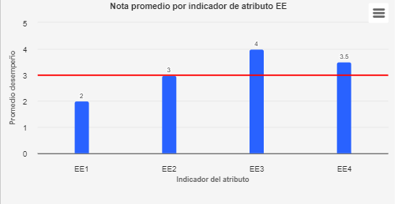 Nota promedio por indicador de atributo EE
Promedio desempeño
5
4
3
2
1
0
2
3
4
3.5
EE1 EE2 EE3 EE4
Indicador del atributo